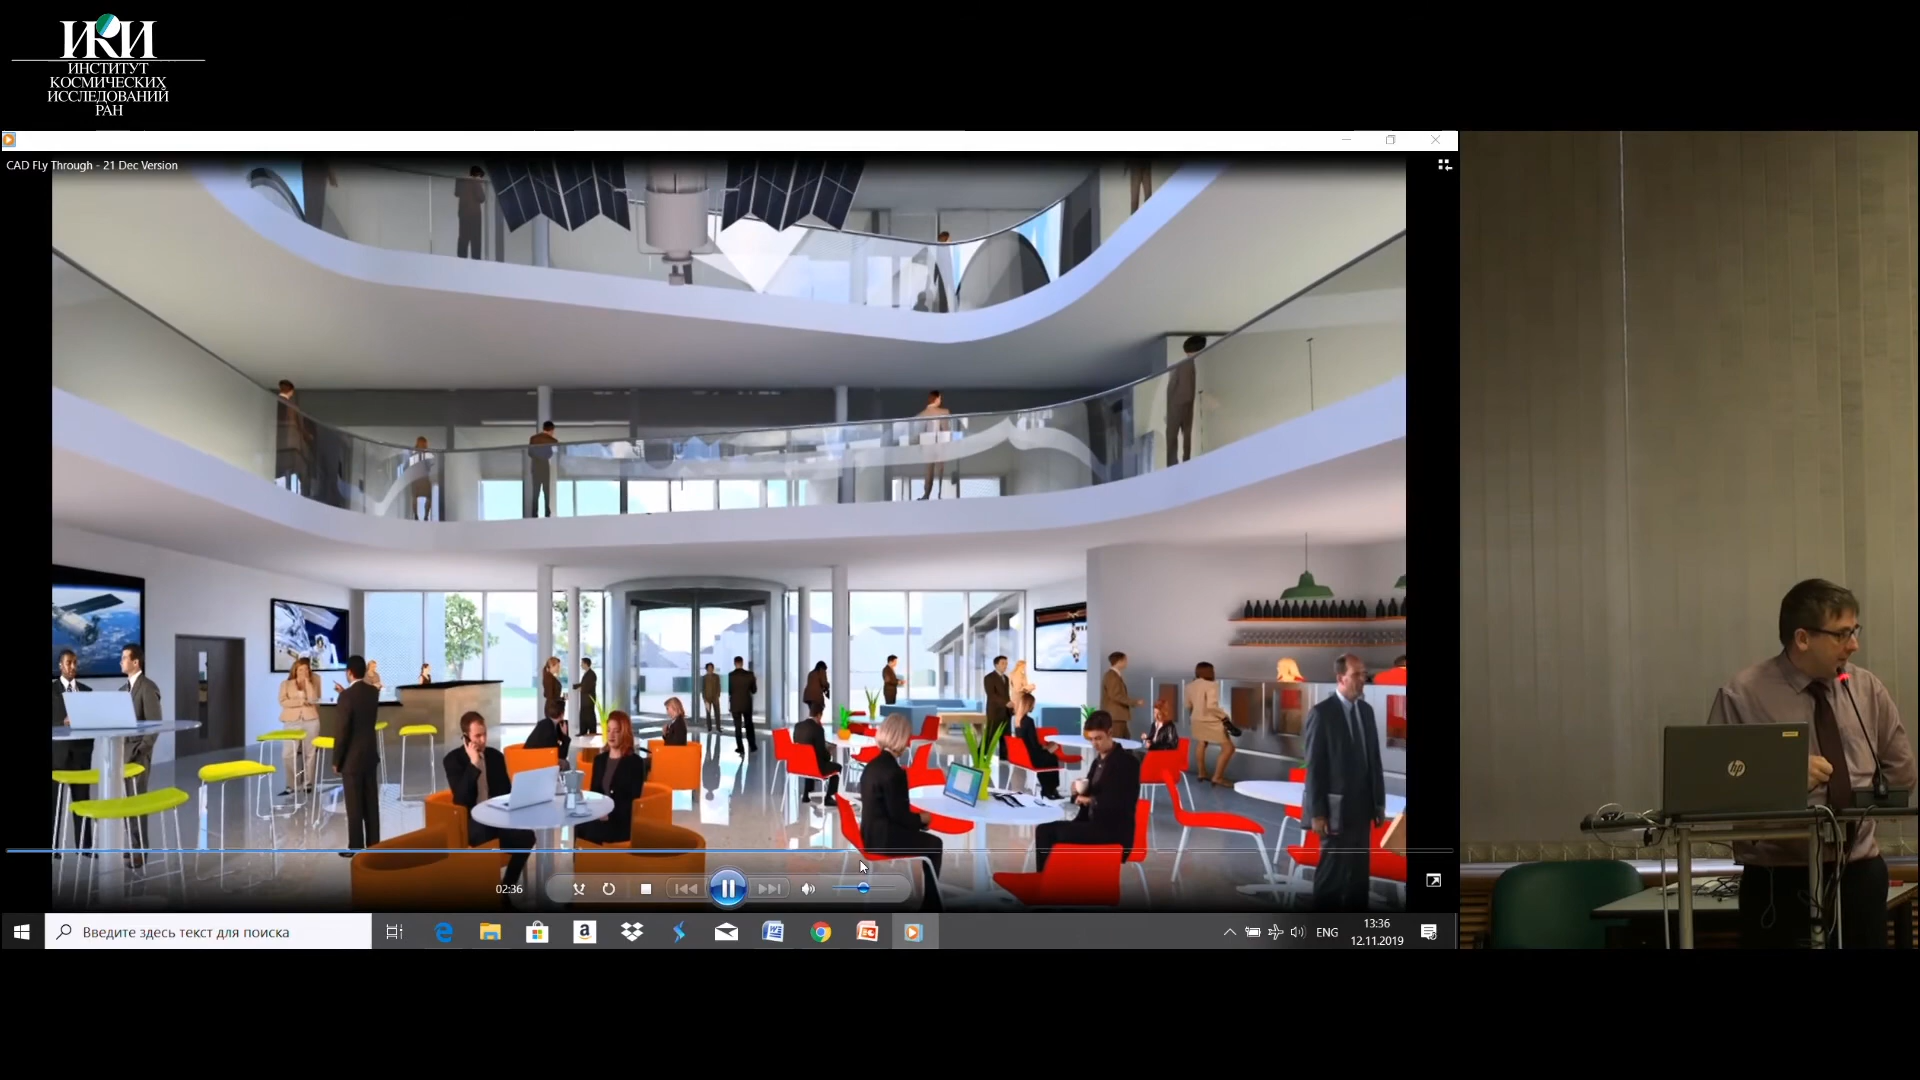 ИКИ
ИНСТИТУТ
КОСМИЧЕСКИХ
ИССЛЕДОВАНИЙ
РАН
CAD FLy Through - 21 Dec Version
hp
02:36
Введите здесь текст для поиска
a
ENG
13:36
12.11.2019